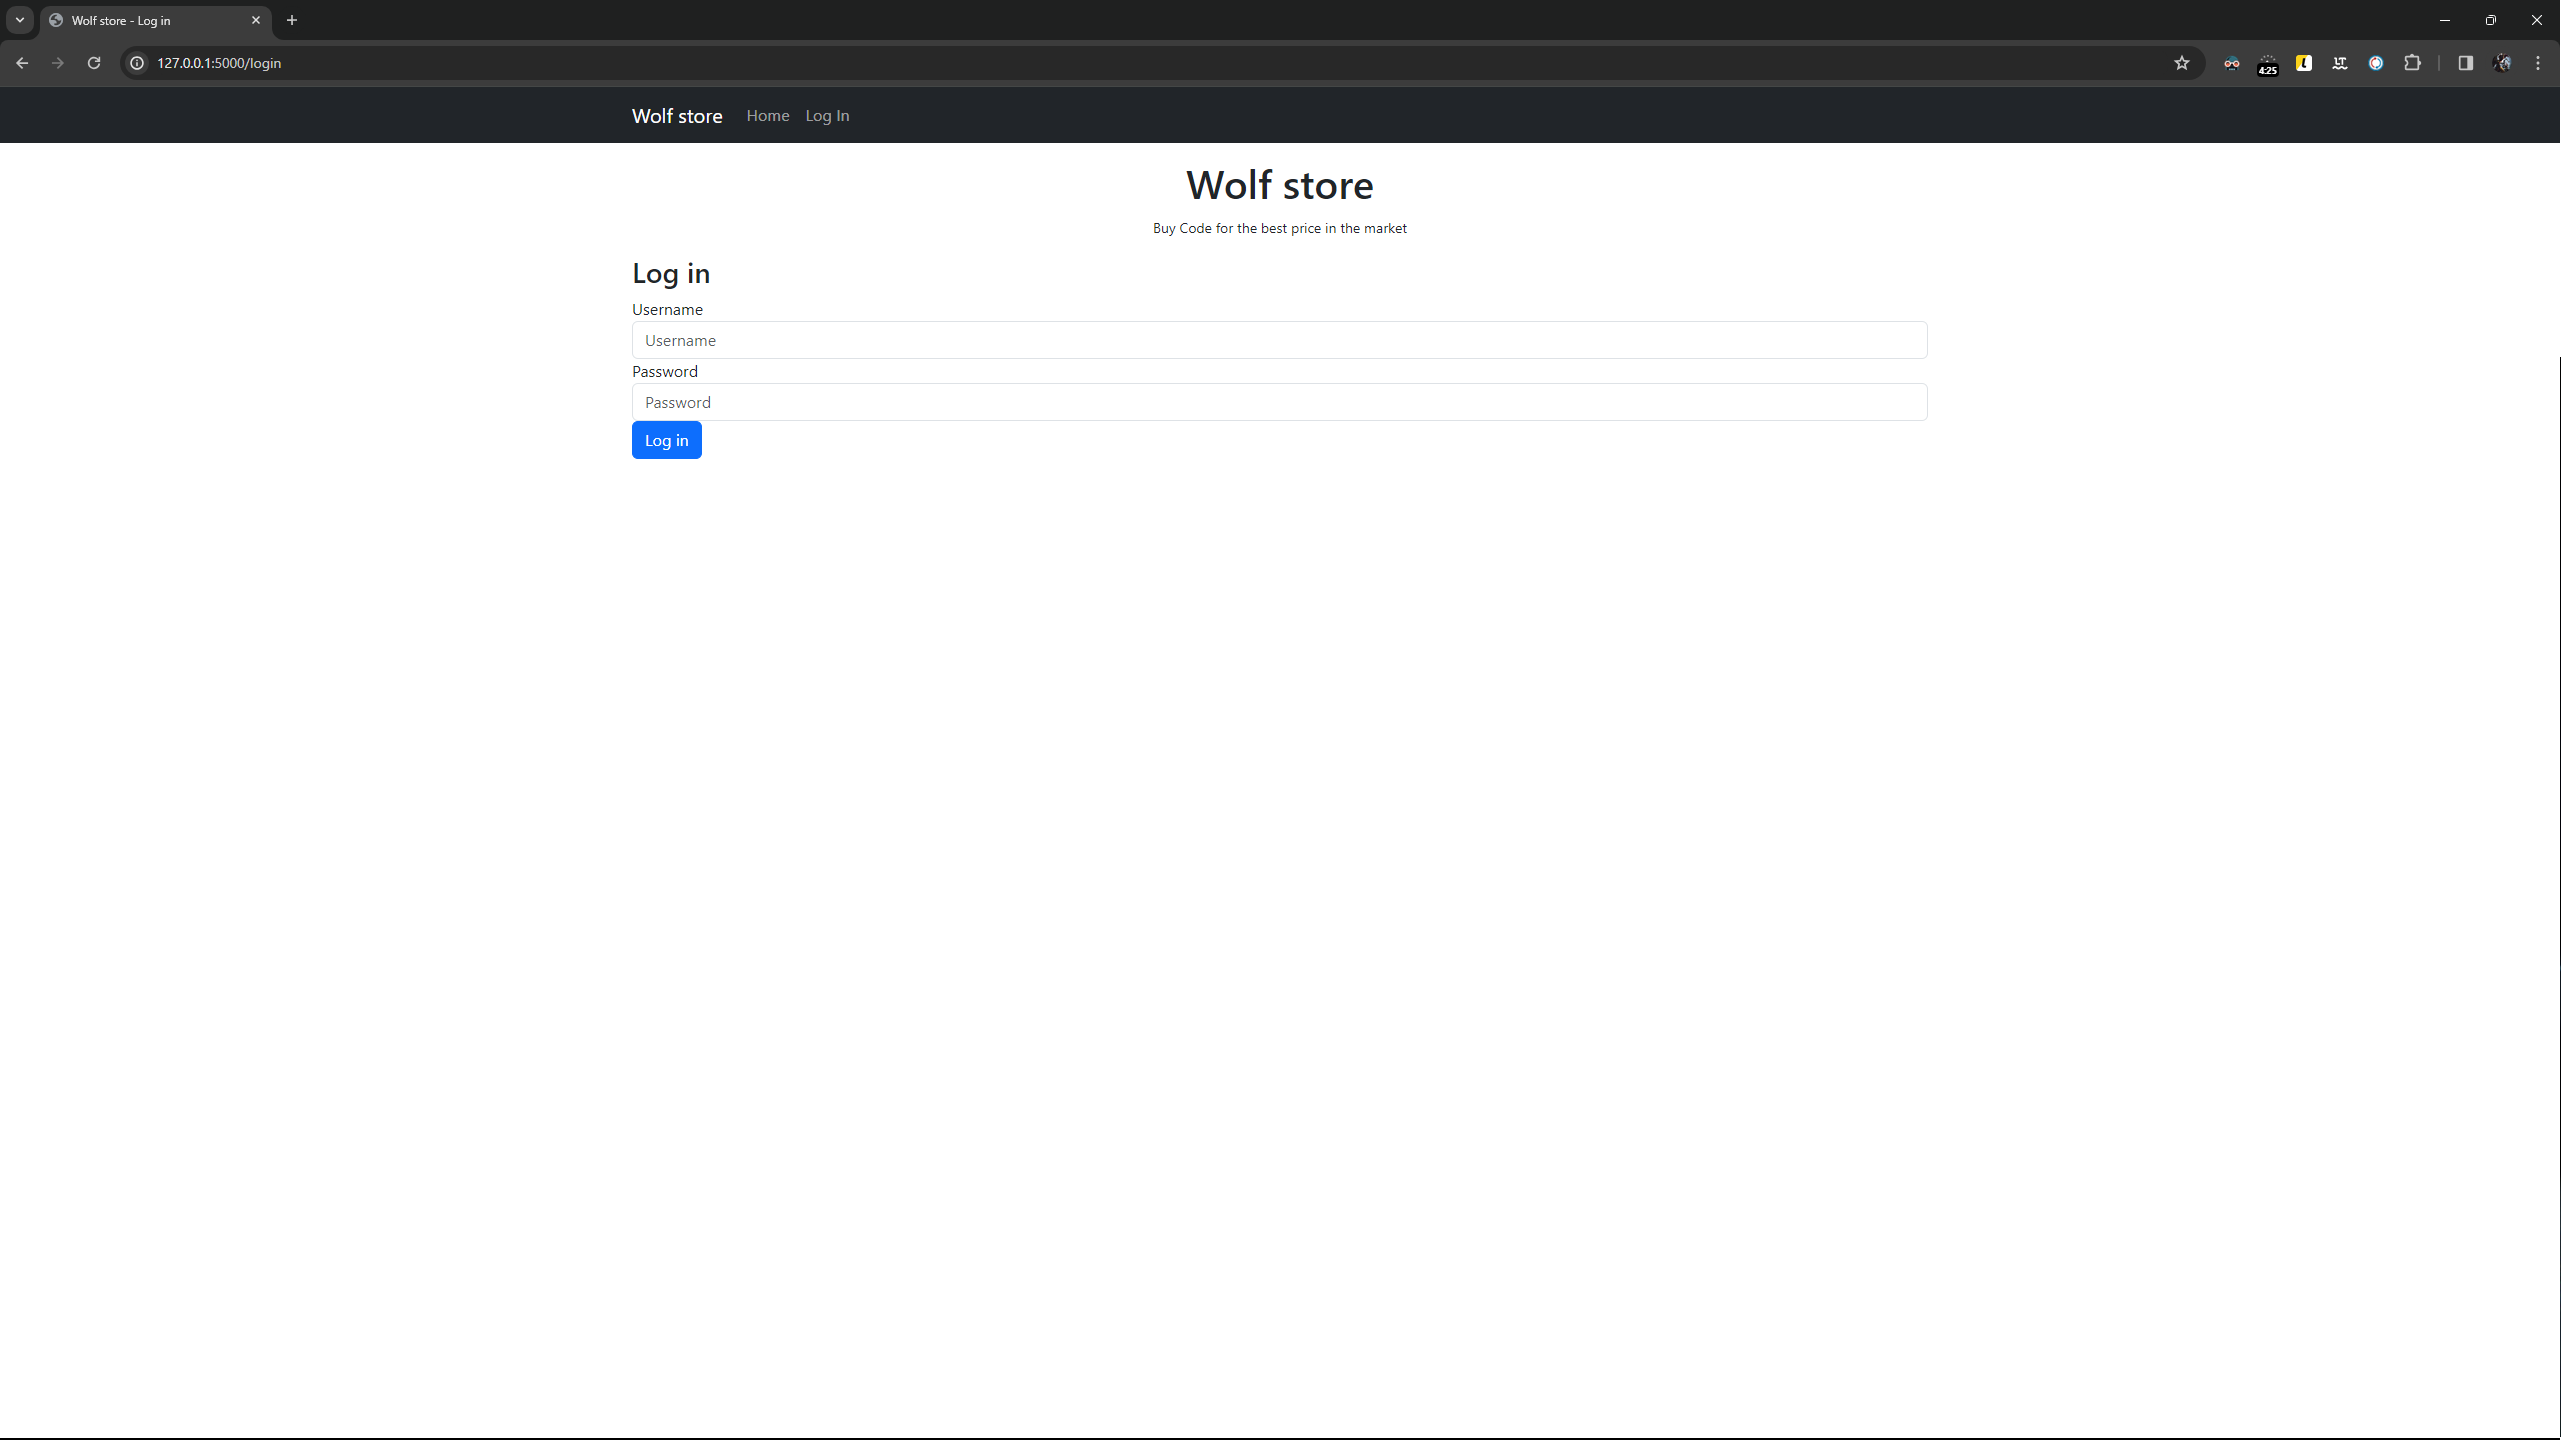 Wolf store - Log in
127.0.0.1:5000/login
4:25
LT
Wolf store Home Log In
Wolf store
Buy Code for the best price in the market
Log in
Username
Username
Password
Password
Log in